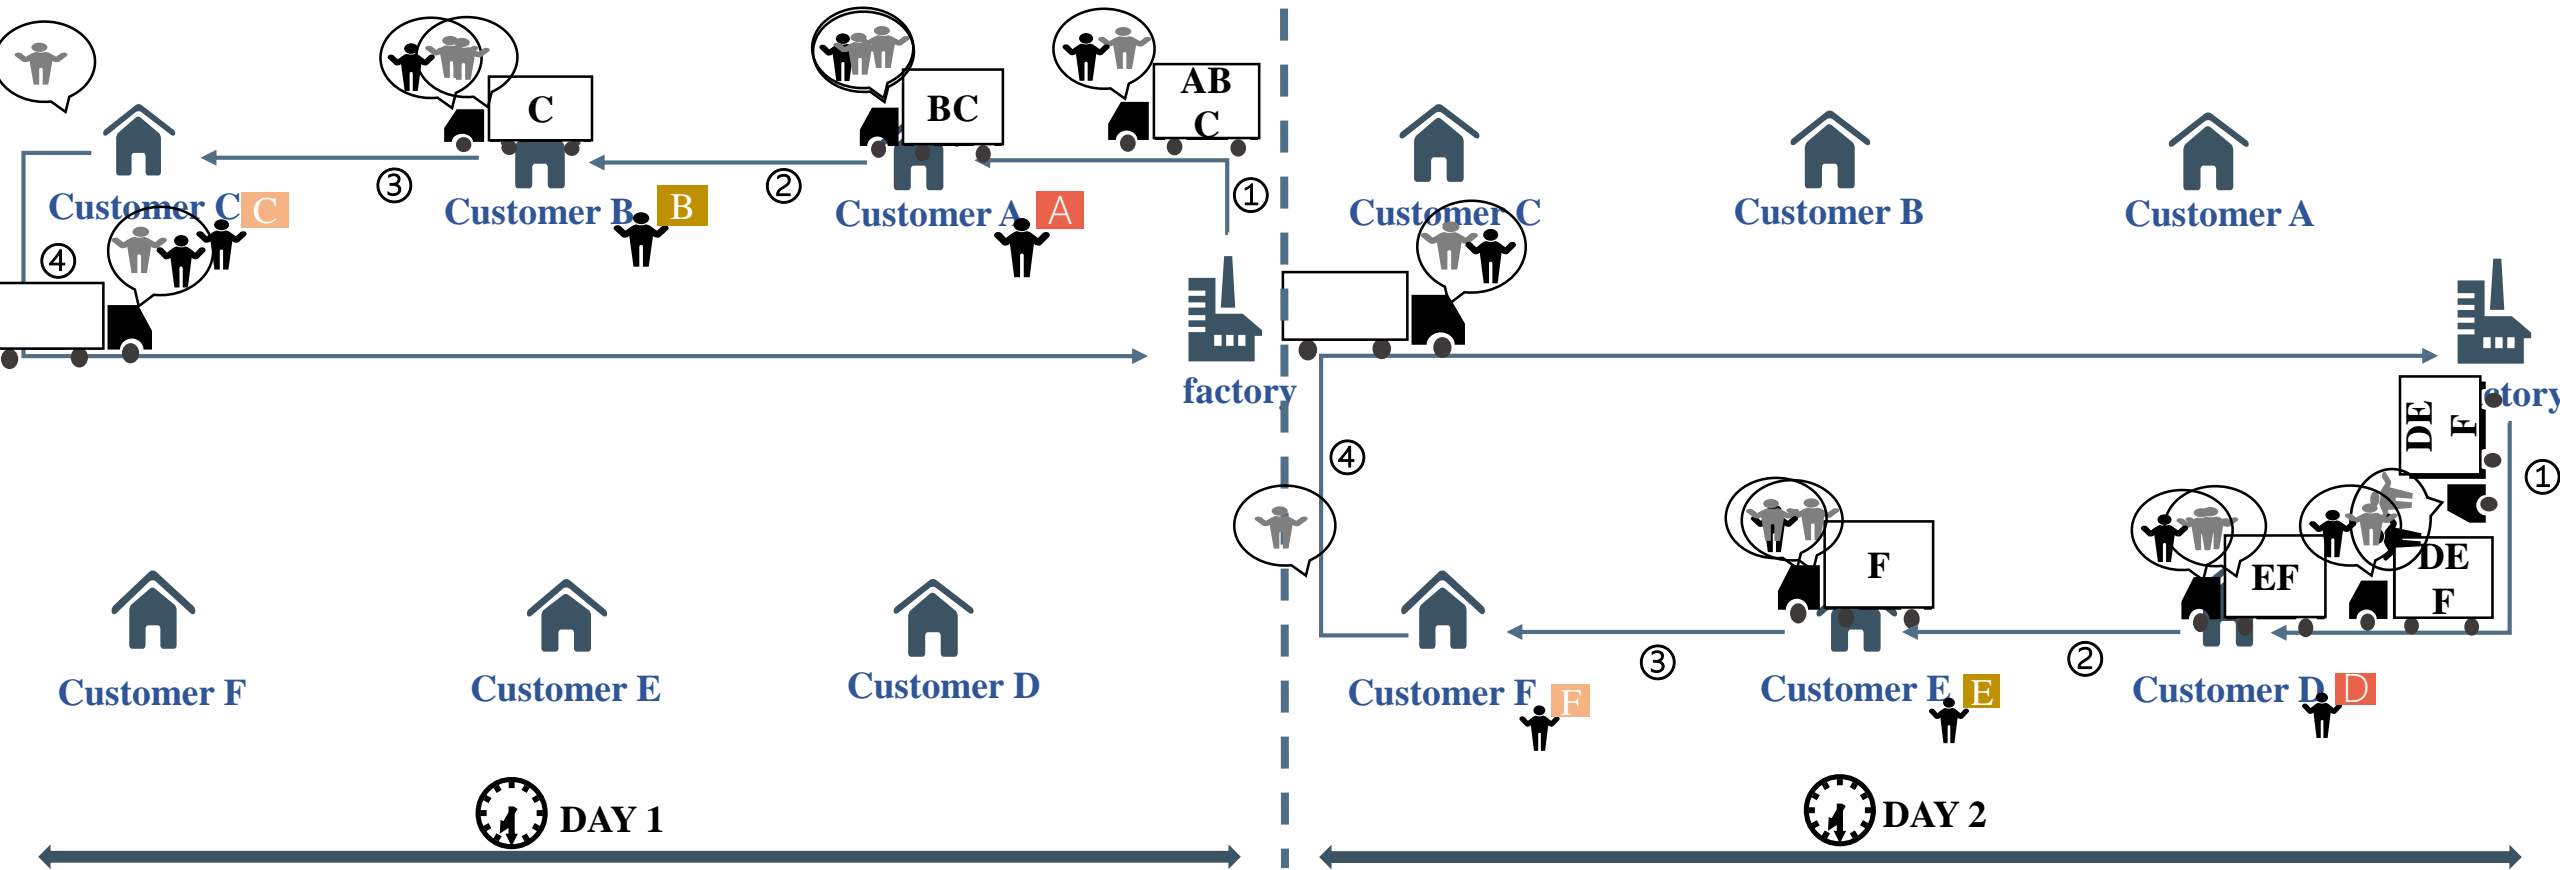 AB
C
BC
C
①
②
③
④
Customer C
C
Customer B
B
Customer A
A
factory
Customer F
Customer E
Customer D
DAY 1
Customer C
Customer B
Customer A
ctory
DE
F
①
DE
F
EF
F
②
③
④
Customer F
F
Customer E
E
Customer D
D
DAY 2